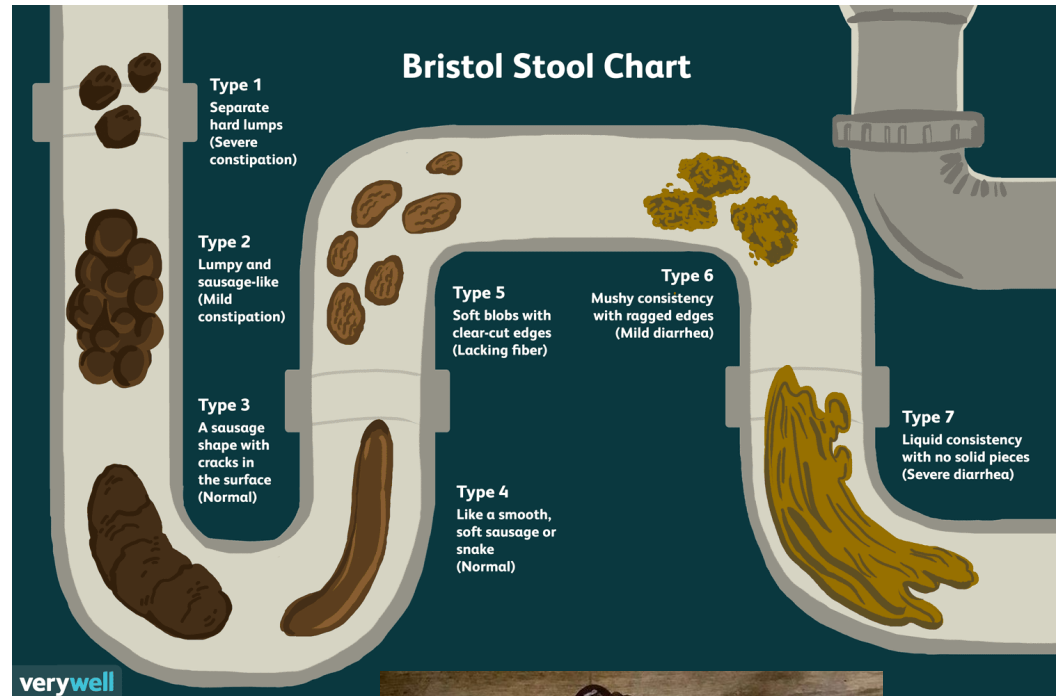 Bristol Stool Chart
Type 1
Separate
hard lumps
(Severe
constipation)
Type 2
Lumpy and
sausage-like
(Mild
constipation)
Type 3
A sausage
shape with
cracks in
the surface
(Normal)
Type 4
Like a smooth,
soft sausage or
snake
(Normal)
Type 5
Soft blobs with
clear-cut edges
(Lacking fiber)
Type 6
Mushy consistency
with ragged edges
(Mild diarrhea)
Type 7
Liquid consistency
with no solid pieces
(Severe diarrhea)
verywell